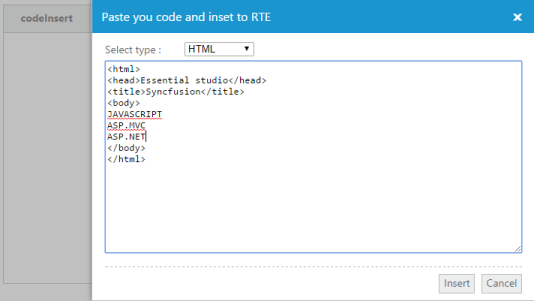 codeInsert
Paste you code and inset to RTE
×
Select type :
HTML
<html>
<head>Essential studio</head>
<title>Syncfusion</title>
<body>
JAVASCRIPT
ASP.MVC
ASP.NET
</body>
</html>
Insert Cancel